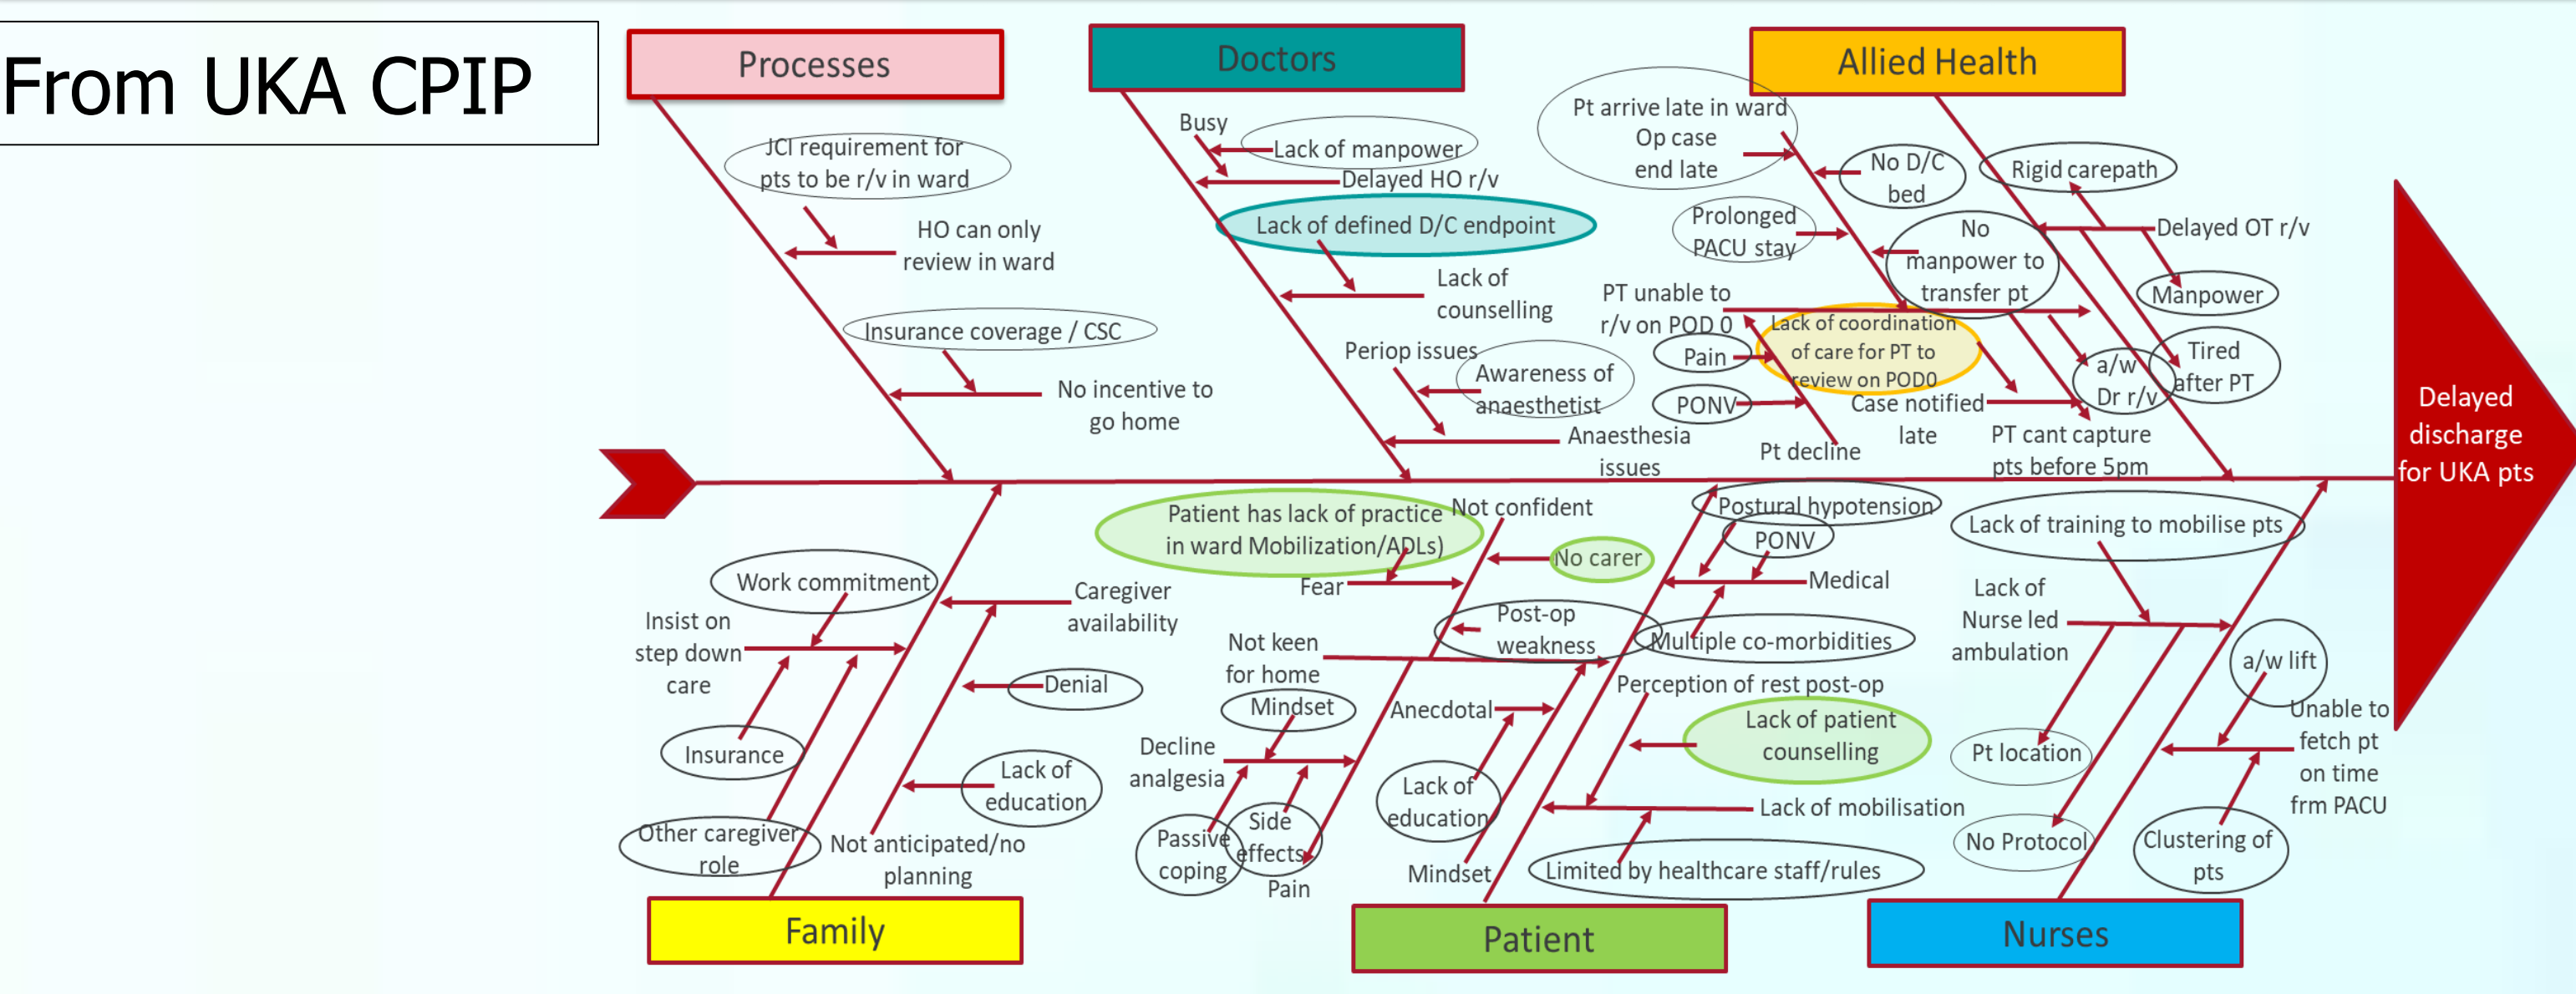 From UKA CPIP
Processes
JCI requirement for
pts to be r/v in ward
HO can only
review in ward
Insurance coverage / CSC
No incentive to
go home
Doctors
Busy
Lack of manpower
Delayed HO r/v
Lack of defined D/C endpoint
Lack of
counselling
Periop issues
Awareness of
anaesthetist
Anaesthesia
issues
Allied Health
Pt arrive late in ward
Op case
end late
No D/C
bed
Prolonged
PACU stay
No
manpower to
transfer pt
PT unable to
r/v on POD 0
Lack of coordination
of care for PT to
review on POD0
Pain
PONV
Pt decline
Case notified
late
a/w
Dr r/v
PT cant capture
pts before 5pm
Rigid carepath
Delayed OT r/v
Manpower
Tired
after PT
Delayed
discharge
for UKA pts
Work commitment
Insist on
step down
care
Insurance
Other caregiver
role
Caregiver
availability
Denial
Lack of
education
Not anticipated/no
planning
Family
Patient has lack of practice
in ward Mobilization/ADLs)
Not confident
No carer
Fear
Post-op
weakness
Not keen
for home
Mindset
Decline
analgesia
Passive
coping
Side
effects
Pain
Anecdotal
Lack of
education
Mindset
Postural hypotension
PONV
Medical
Multiple co-morbidities
Perception of rest post-op
Lack of patient
counselling
Lack of mobilisation
Limited by healthcare staff/rules
Patient
Lack of training to mobilise pts
Lack of
Nurse led
ambulation
Pt location
No Protocol
a/w lift
Unable to
fetch pt
on time
frm PACU
Clustering of
pts
Nurses